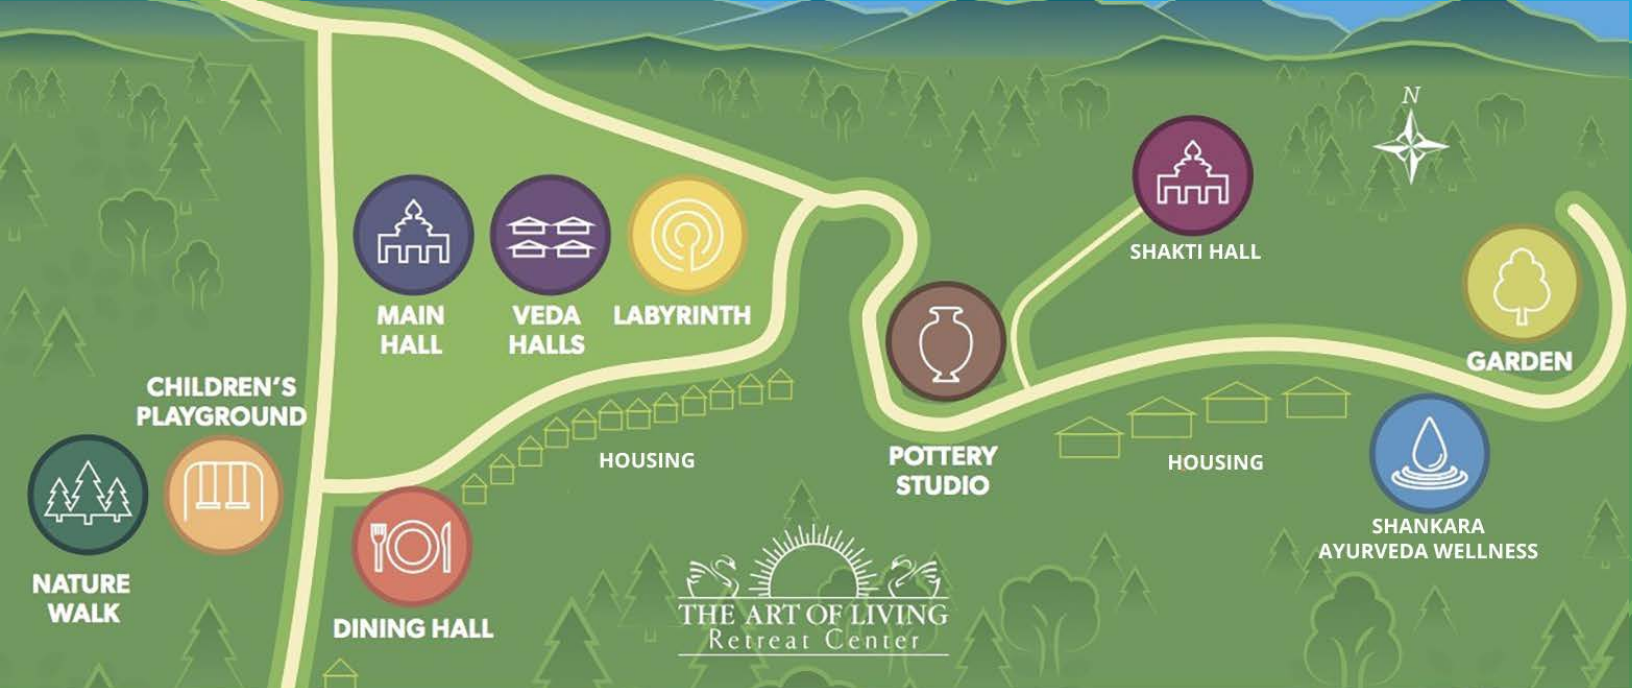 N
SHAKTI HALL
MAIN
HALL
VEDA
HALLS
LABYRINTH
GARDEN
CHILDREN'S
PLAYGROUND
HOUSING
POTTERY
STUDIO
HOUSING
SHANKARA
AYURVEDA WELLNESS
NATURE
WALK
DINING HALL
THE ART OF LIVING
Retreat Center